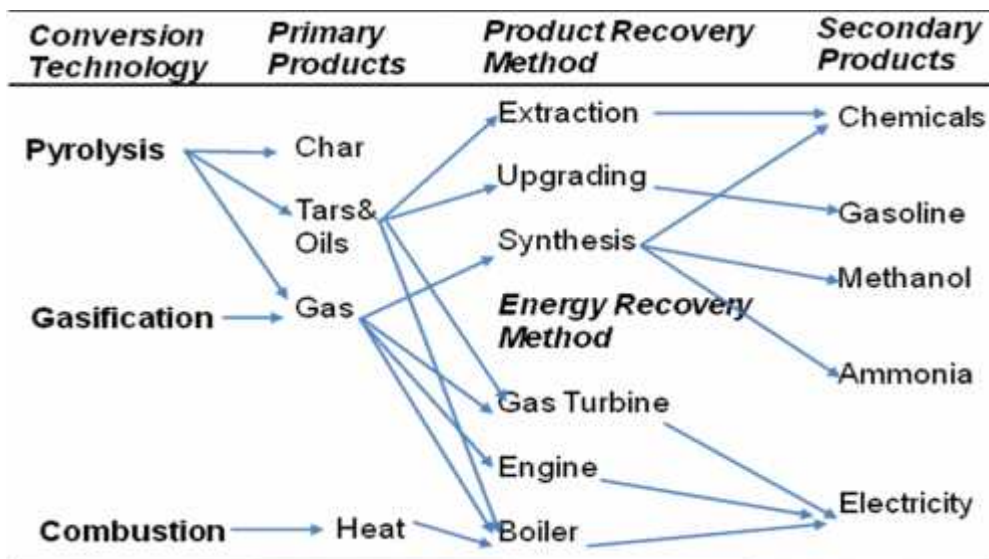 Conversion
Technology
Primary
Products
Product Recovery
Method
Secondary
Products
Pyrolysis
Gasification
Combustion
Char
Tars&
Oils
Gas
Heat
Extraction
Upgrading
Synthesis
Energy Recovery
Method
Gas Turbine
Engine
Boiler
Chemicals
Gasoline
Methanol
Ammonia
Electricity